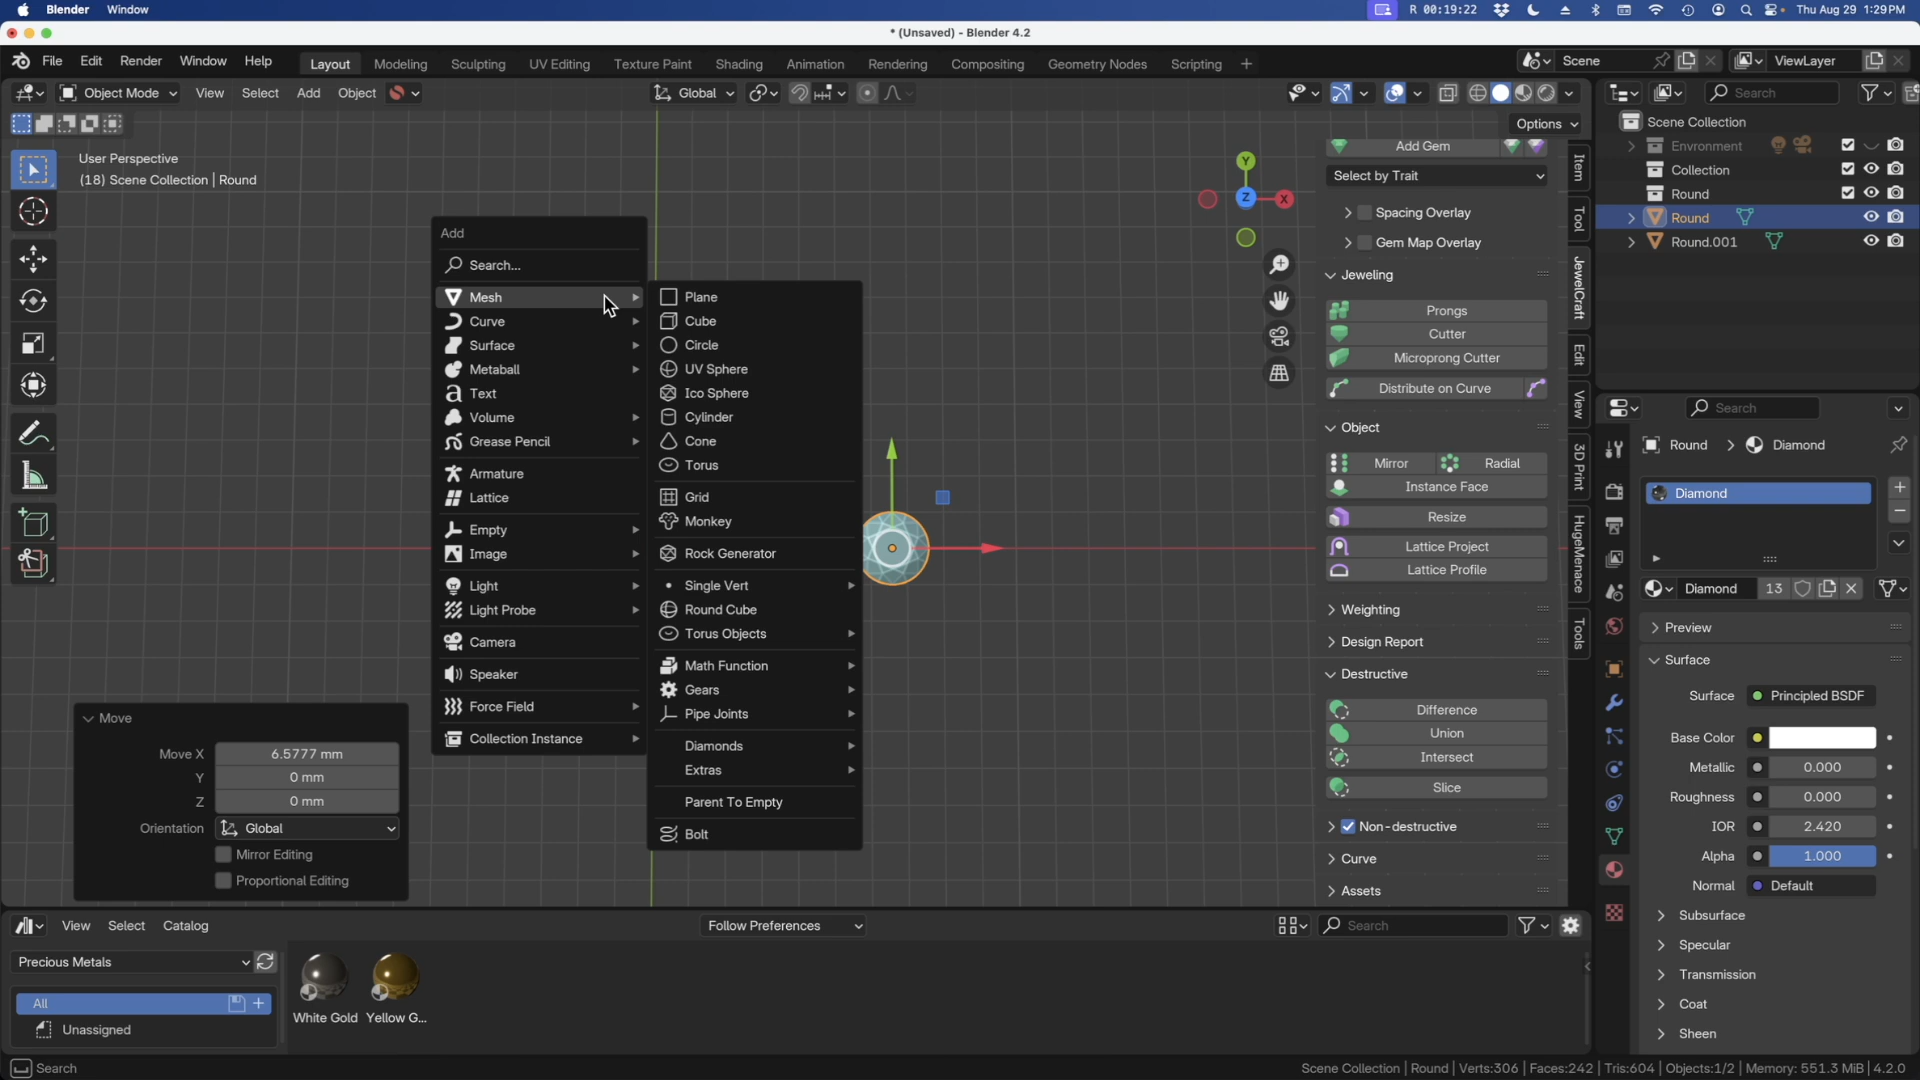 Blender Window R 00:19:22 Thu Aug 29 1:29PM
* (Unsaved) - Blender 4.2
File Edit Render Window Help Layout Modeling Sculpting UV Editing Texture Paint Shading Animation Rendering Compositing Geometry Nodes Scripting + Scene ViewLayer
Object Mode View Select Add Object Global Search
Options
User Perspective
(18) Scene Collection | Round
Y
Z
X
Add
Search...
Mesh
Curve
Surface
Metaball
Text
Volume
Grease Pencil
Armature
Lattice
Empty
Image
Light
Light Probe
Camera
Speaker
Force Field
Collection Instance
Plane
Cube
Circle
UV Sphere
Ico Sphere
Cylinder
Cone
Torus
Grid
Monkey
Rock Generator
Single Vert
Round Cube
Torus Objects
Math Function
Gears
Pipe Joints
Diamonds
Extras
Parent To Empty
Bolt
Move
Move X 6.5777 mm
Y 0 mm
Z 0 mm
Orientation Global
Mirror Editing
Proportional Editing
Add Gem
Select by Trait
Spacing Overlay
Gem Map Overlay
Jeweling
Prongs
Cutter
Microprong Cutter
Distribute on Curve
Object
Mirror Radial
Instance Face
Resize
Lattice Project
Lattice Profile
Weighting
Design Report
Destructive
Difference
Union
Intersect
Slice
Non-destructive
Curve
Assets
Item
Tool
JewelCraft
Edit
View
3D Print
HugeMenace
Tools
Scene Collection
Environment
Collection
Round
Round
Round.001
Search
Round > Diamond
Diamond
Diamond 13
Preview
Surface
Surface Principled BSDF
Base Color
Metallic 0.000
Roughness 0.000
IOR 2.420
Alpha 1.000
Normal Default
Subsurface
Specular
Transmission
Coat
Sheen
View Select Catalog Follow Preferences Search
Precious Metals
All
Unassigned
White Gold Yellow G...
Search Scene Collection | Round | Verts:306 | Faces:242 | Tris:604 | Objects:1/2 | Memory: 551.3 MiB | 4.2.0